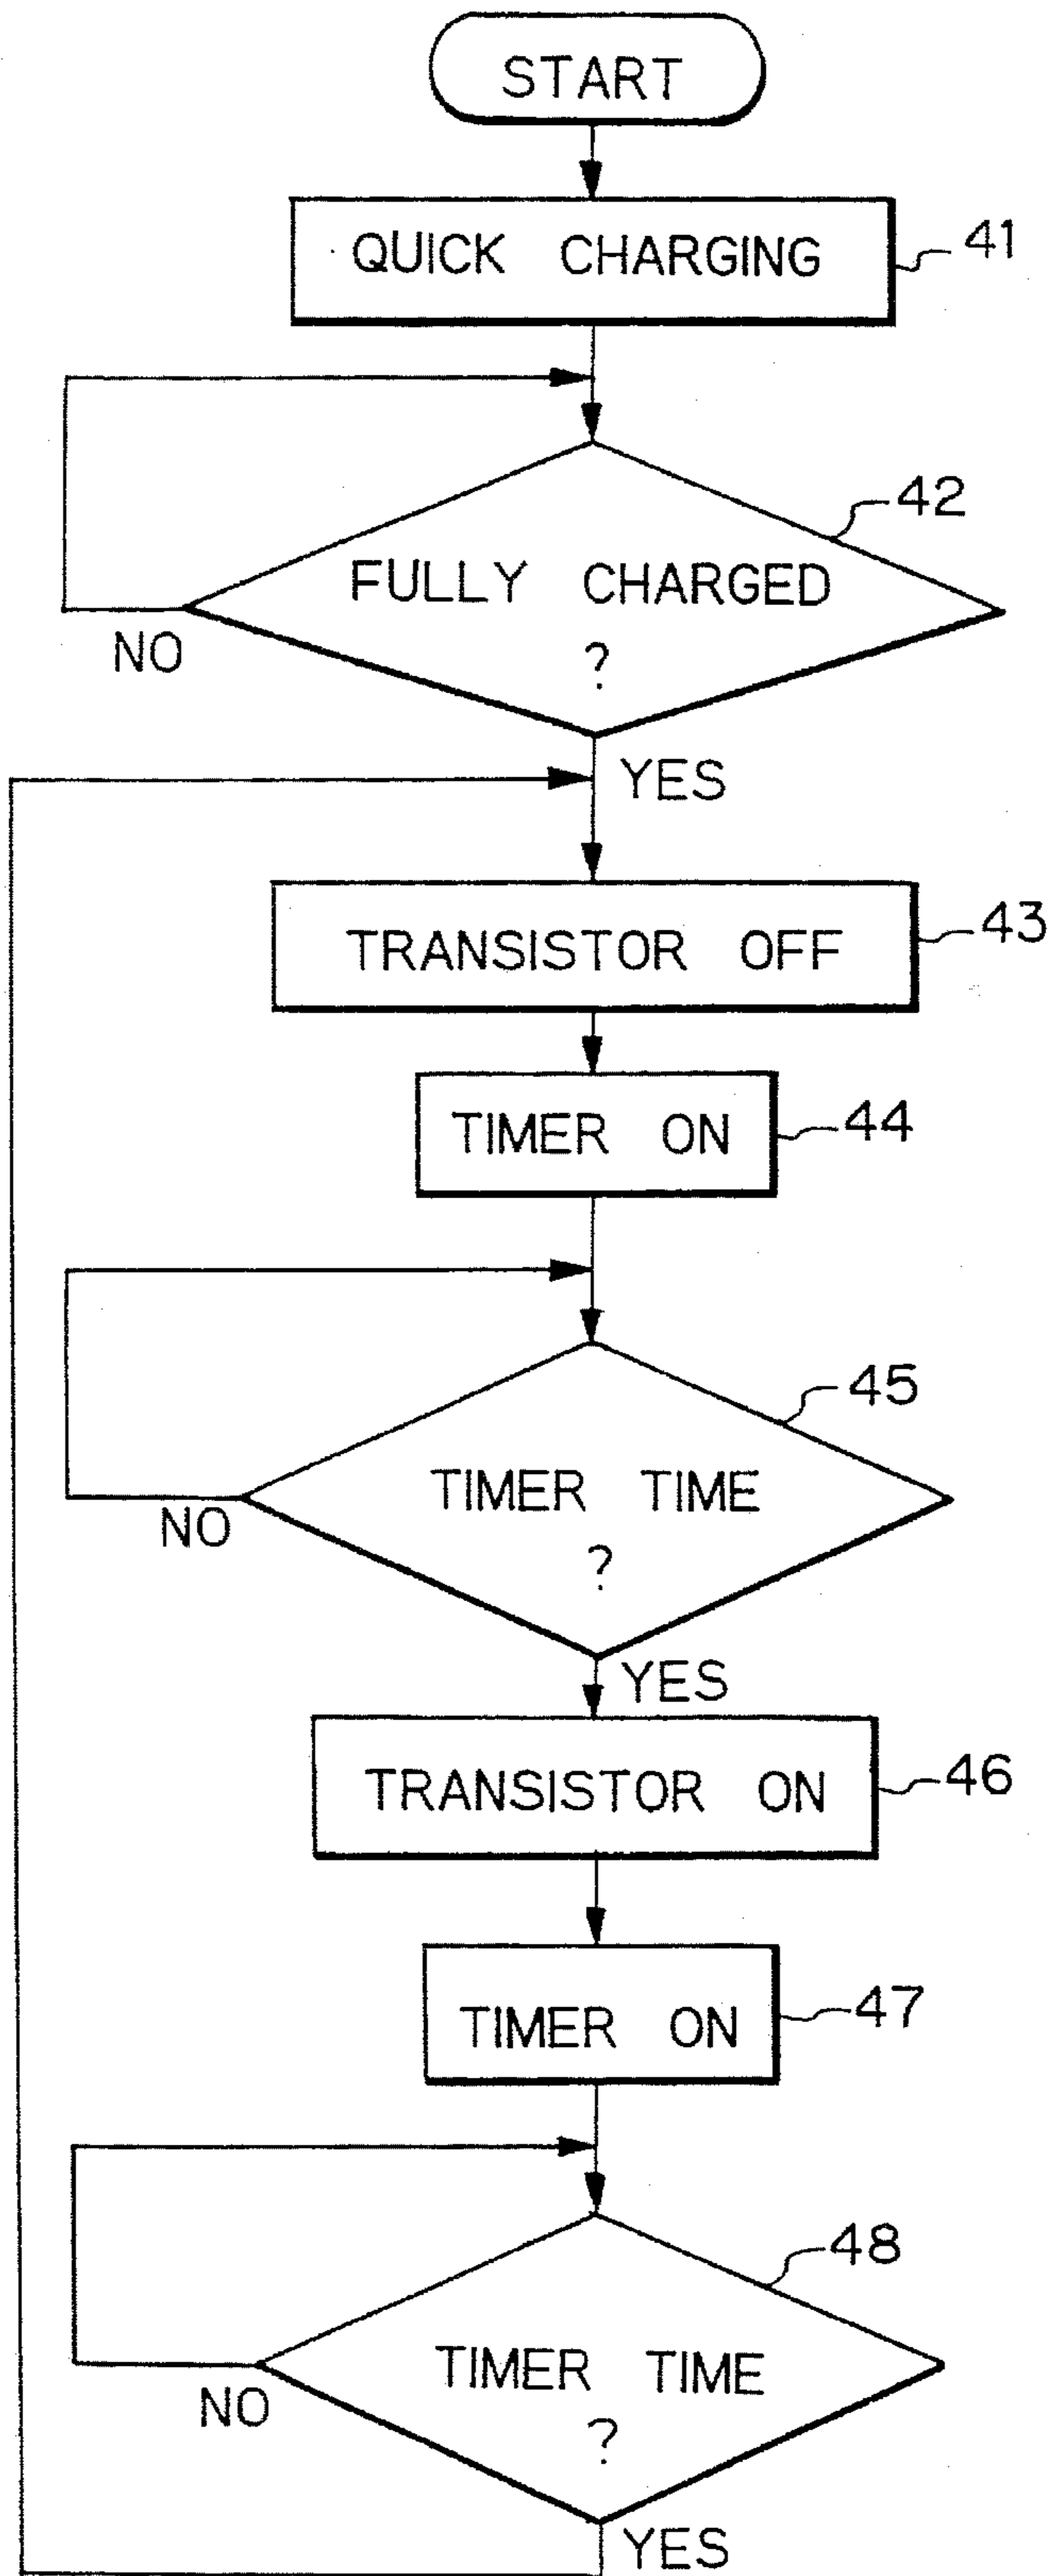 START
QUICK CHARGING
41
42
FULLY CHARGED
?
NO
YES
TRANSISTOR OFF
43
TIMER ON
44
45
TIMER TIME
?
NO
YES
TRANSISTOR ON
46
TIMER ON
47
48
TIMER TIME
?
NO
YES